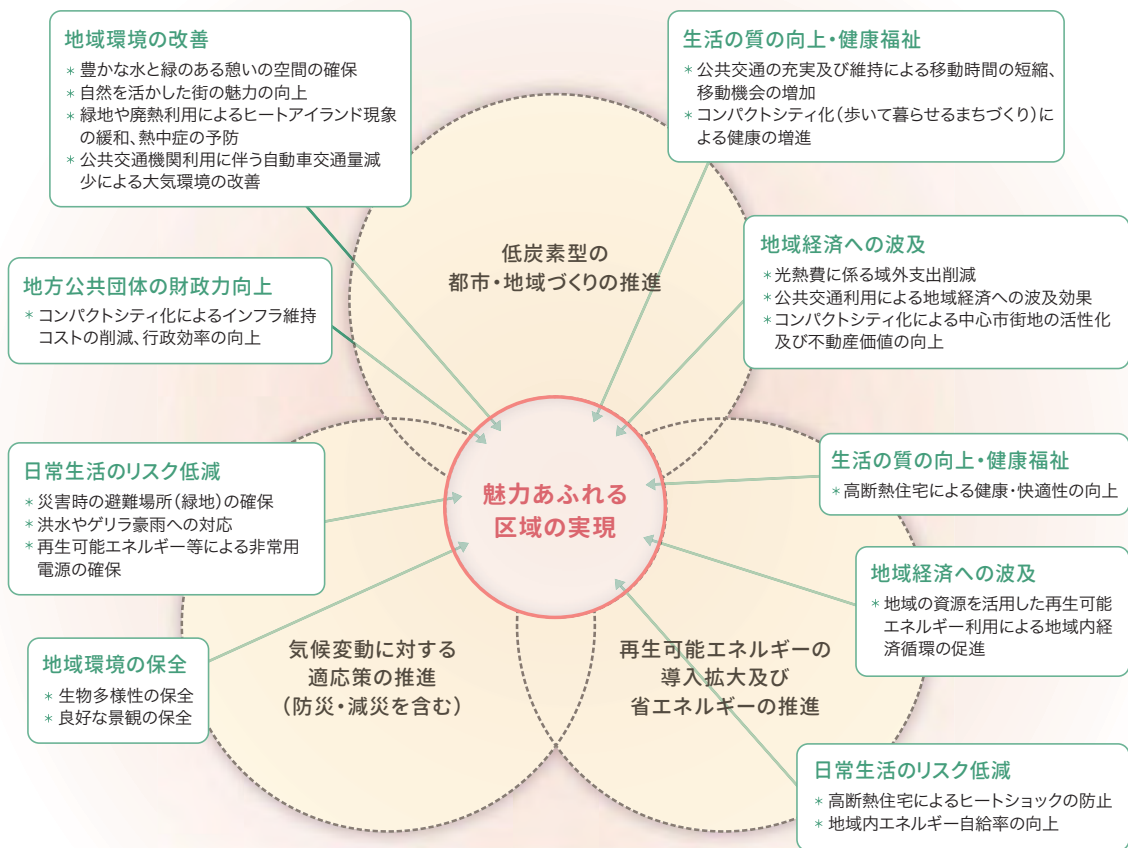 地域環境の改善
＊ 豊かな水と緑のある憩いの空間の確保
＊ 自然を活かした街の魅力の向上
＊ 緑地や廃熱利用によるヒートアイランド現象
の緩和、熱中症の予防
＊ 公共交通機関利用に伴う自動車交通量減
少による大気環境の改善
生活の質の向上・健康福祉
＊ 公共交通の充実及び維持による移動時間の短縮、
移動機会の増加
＊ コンパクトシティ化（歩いて暮らせるまちづくり）に
よる健康の増進
低炭素型の
都市・地域づくりの推進
地方公共団体の財政力向上
＊ コンパクトシティ化によるインフラ維持
コストの削減、行政効率の向上
地域経済への波及
＊ 光熱費に係る域外支出削減
＊ 公共交通利用による地域経済への波及効果
＊ コンパクトシティ化による中心市街地の活性化
及び不動産価値の向上
日常生活のリスク低減
＊ 災害時の避難場所（緑地）の確保
＊ 洪水やゲリラ豪雨への対応
＊ 再生可能エネルギー等による非常用
電源の確保
魅力あふれる
区域の実現
生活の質の向上・健康福祉
＊ 高断熱住宅による健康・快適性の向上
地域経済への波及
＊ 地域の資源を活用した再生可能
エネルギー利用による地域内経
済循環の促進
地域環境の保全
＊ 生物多様性の保全
＊ 良好な景観の保全
気候変動に対する
適応策の推進
（防災・減災を含む）
再生可能エネルギーの
導入拡大及び
省エネルギーの推進
日常生活のリスク低減
＊ 高断熱住宅によるヒートショックの防止
＊ 地域内エネルギー自給率の向上